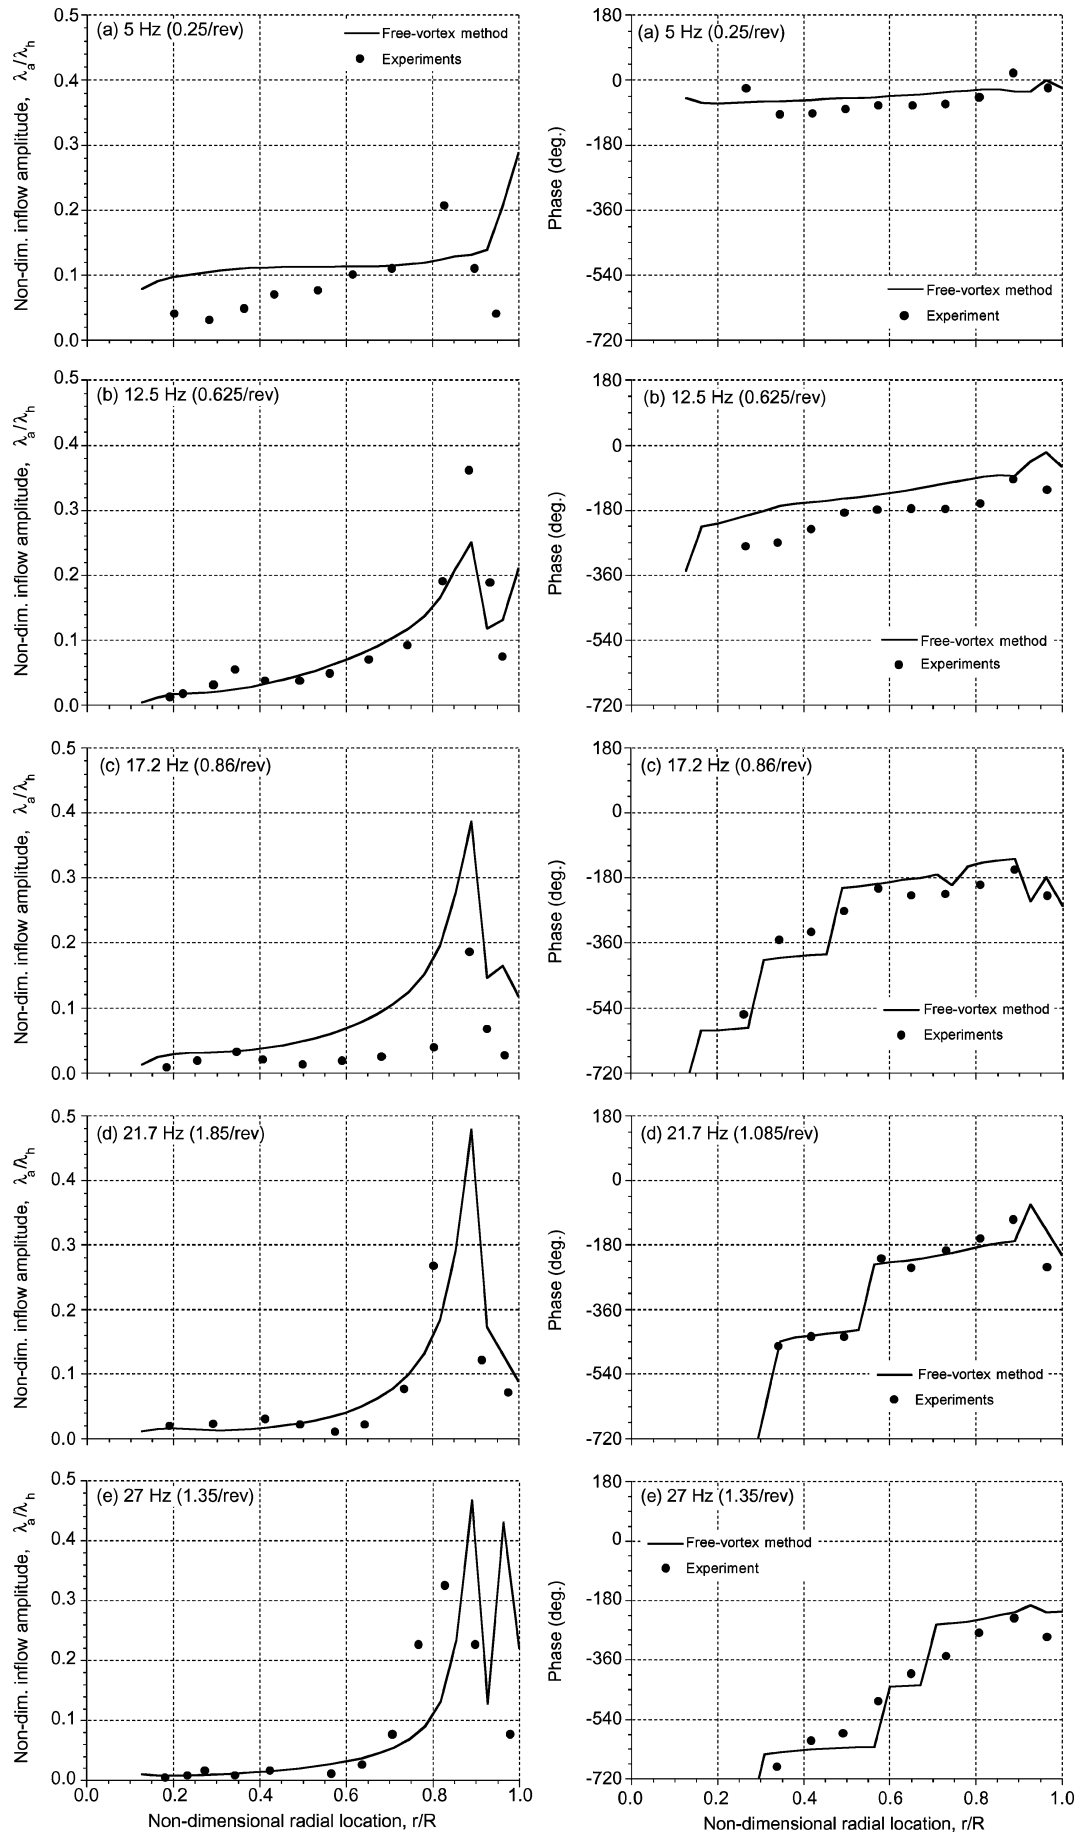 (a) 5 Hz (0.25/rev)
Free-vortex method
Experiments
Non-dim. inflow amplitude, λa/λh
0.5
0.4
0.3
0.2
0.1
0.0
(a) 5 Hz (0.25/rev)
Free-vortex method
Experiment
Phase (deg.)
180
0
-180
-360
-540
-720
(b) 12.5 Hz (0.625/rev)
Non-dim. inflow amplitude, λa/λh
0.5
0.4
0.3
0.2
0.1
0.0
(b) 12.5 Hz (0.625/rev)
Free-vortex method
Experiments
Phase (deg.)
180
0
-180
-360
-540
-720
(c) 17.2 Hz (0.86/rev)
Non-dim. inflow amplitude, λa/λh
0.5
0.4
0.3
0.2
0.1
0.0
(c) 17.2 Hz (0.86/rev)
Free-vortex method
Experiments
Phase (deg.)
180
0
-180
-360
-540
-720
(d) 21.7 Hz (1.85/rev)
Non-dim. inflow amplitude, λa/λh
0.5
0.4
0.3
0.2
0.1
0.0
(d) 21.7 Hz (1.085/rev)
Free-vortex method
Experiments
Phase (deg.)
180
0
-180
-360
-540
-720
(e) 27 Hz (1.35/rev)
Non-dim. inflow amplitude, λa/λh
0.5
0.4
0.3
0.2
0.1
0.0
0.0 0.2 0.4 0.6 0.8 1.0
Non-dimensional radial location, r/R
(e) 27 Hz (1.35/rev)
Free-vortex method
Experiment
Phase (deg.)
180
0
-180
-360
-540
-720
0.0 0.2 0.4 0.6 0.8 1.0
Non-dimensional radial location, r/R